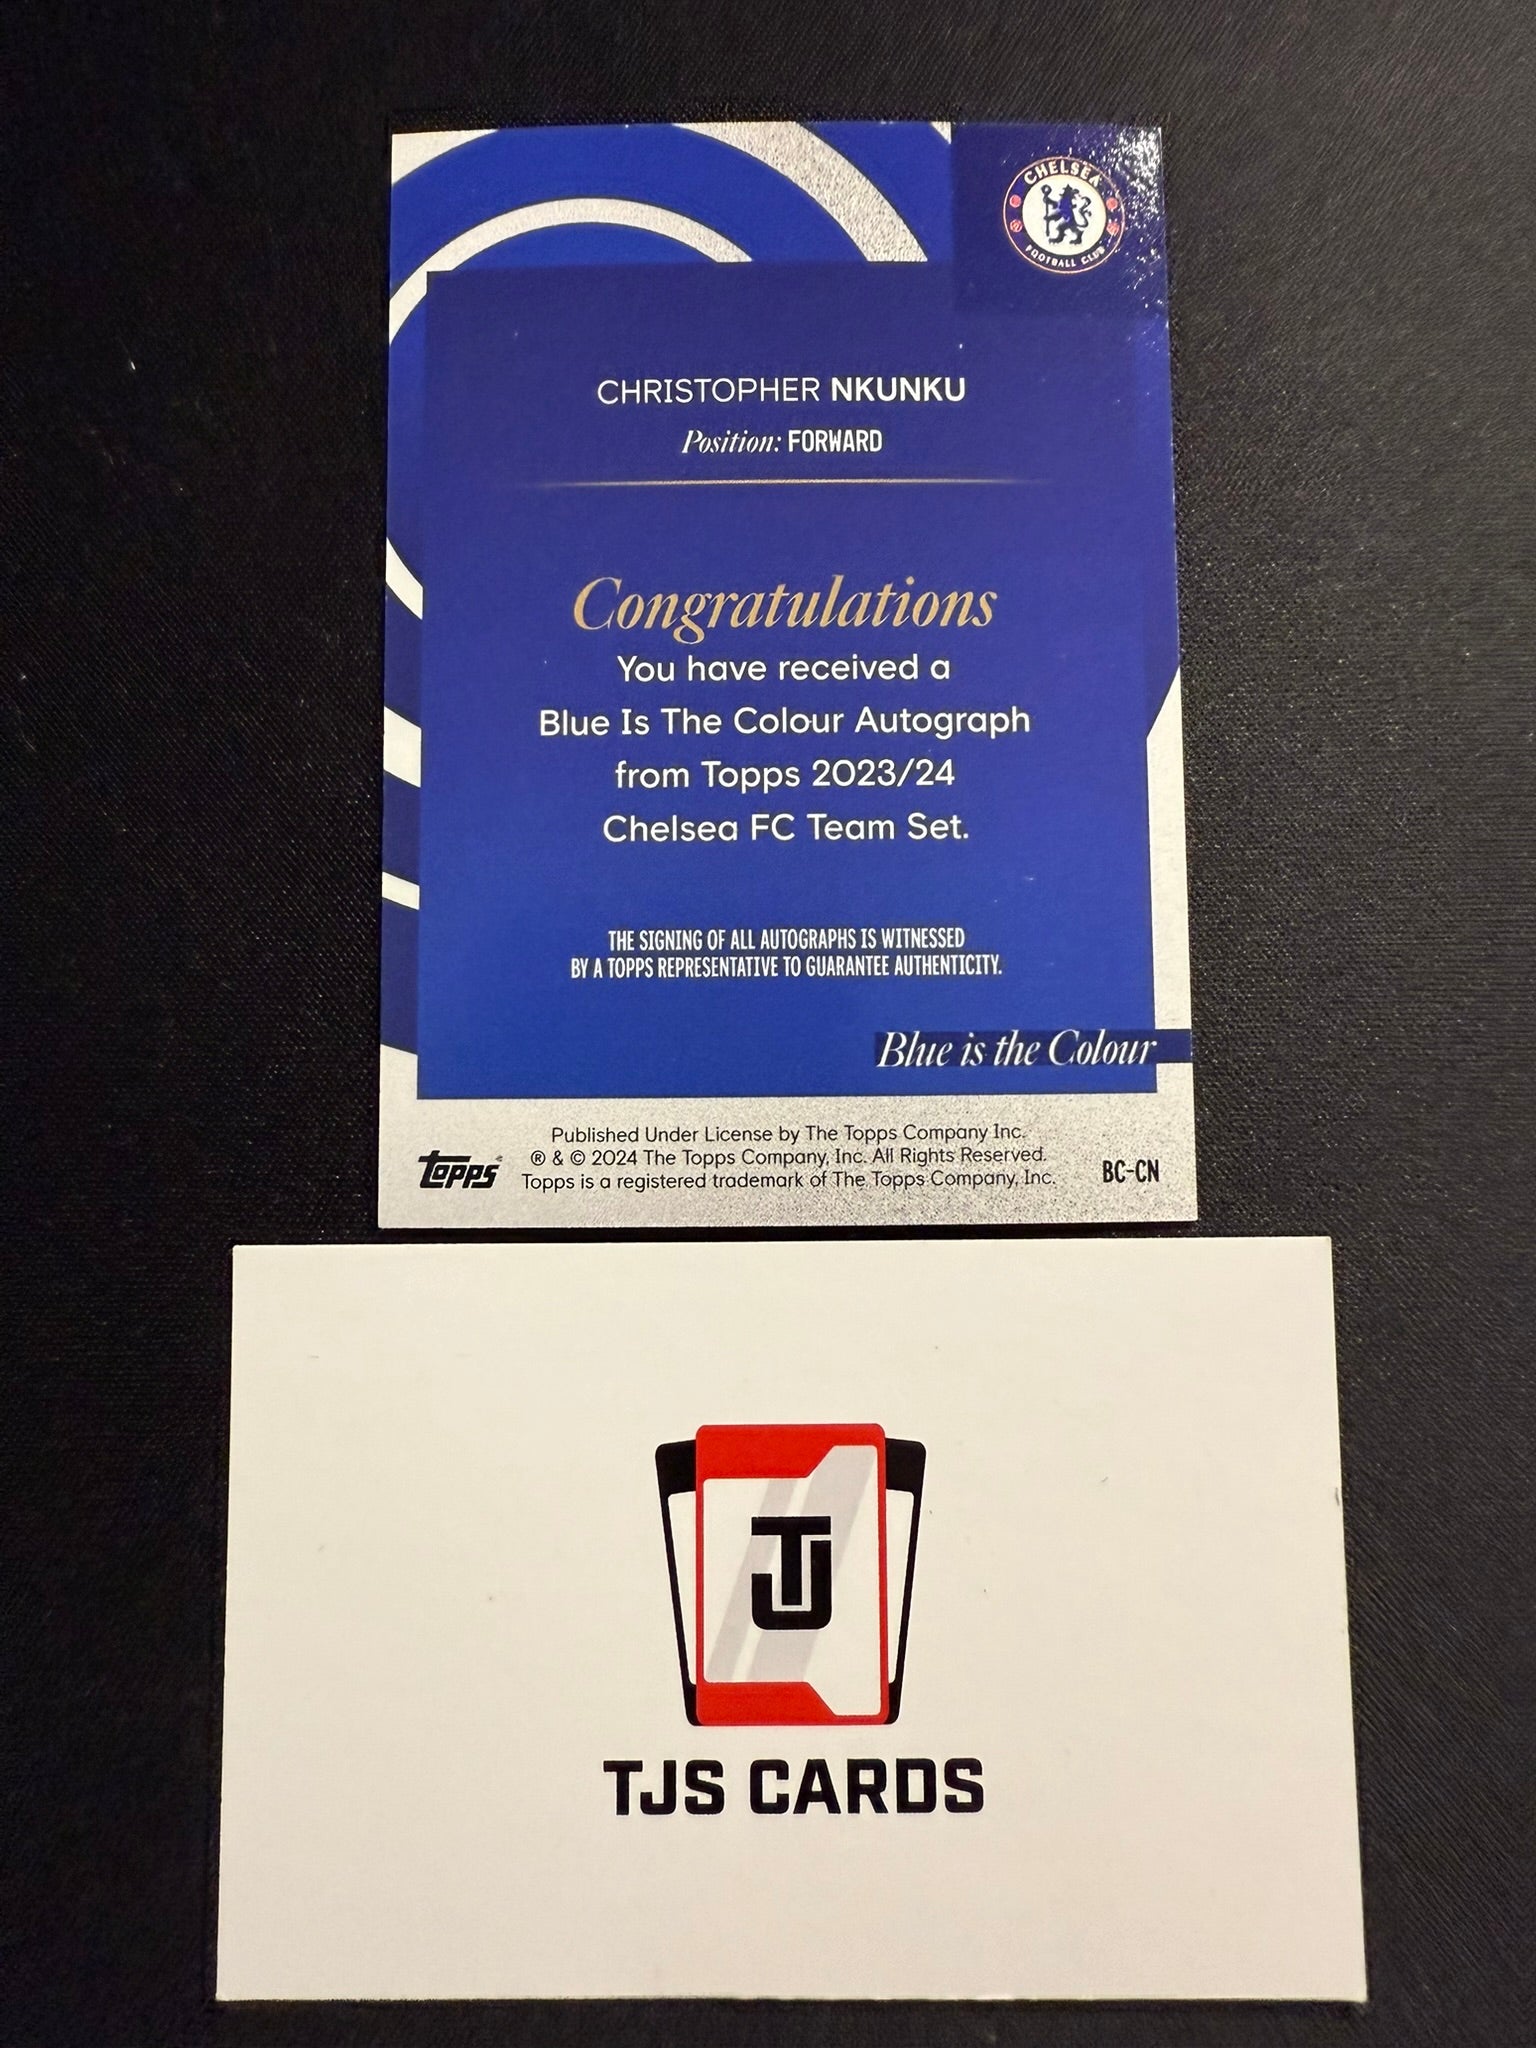 CHELSEA
FOOTBALL CLUB
CHRISTOPHER NKUNKU
Position: FORWARD
Congratulations
You have received a
Blue Is The Colour Autograph
from Topps 2023/24
Chelsea FC Team Set.
THE SIGNING OF ALL AUTOGRAPHS IS WITNESSED
BY A TOPPS REPRESENTATIVE TO GUARANTEE AUTHENTICITY.
Blue is the Colour
Published Under License by The Topps Company Inc.
® & © 2024 The Topps Company, Inc. All Rights Reserved.
Topps is a registered trademark of The Topps Company, Inc.
topps
BC-CN
TJ
TJS CARDS